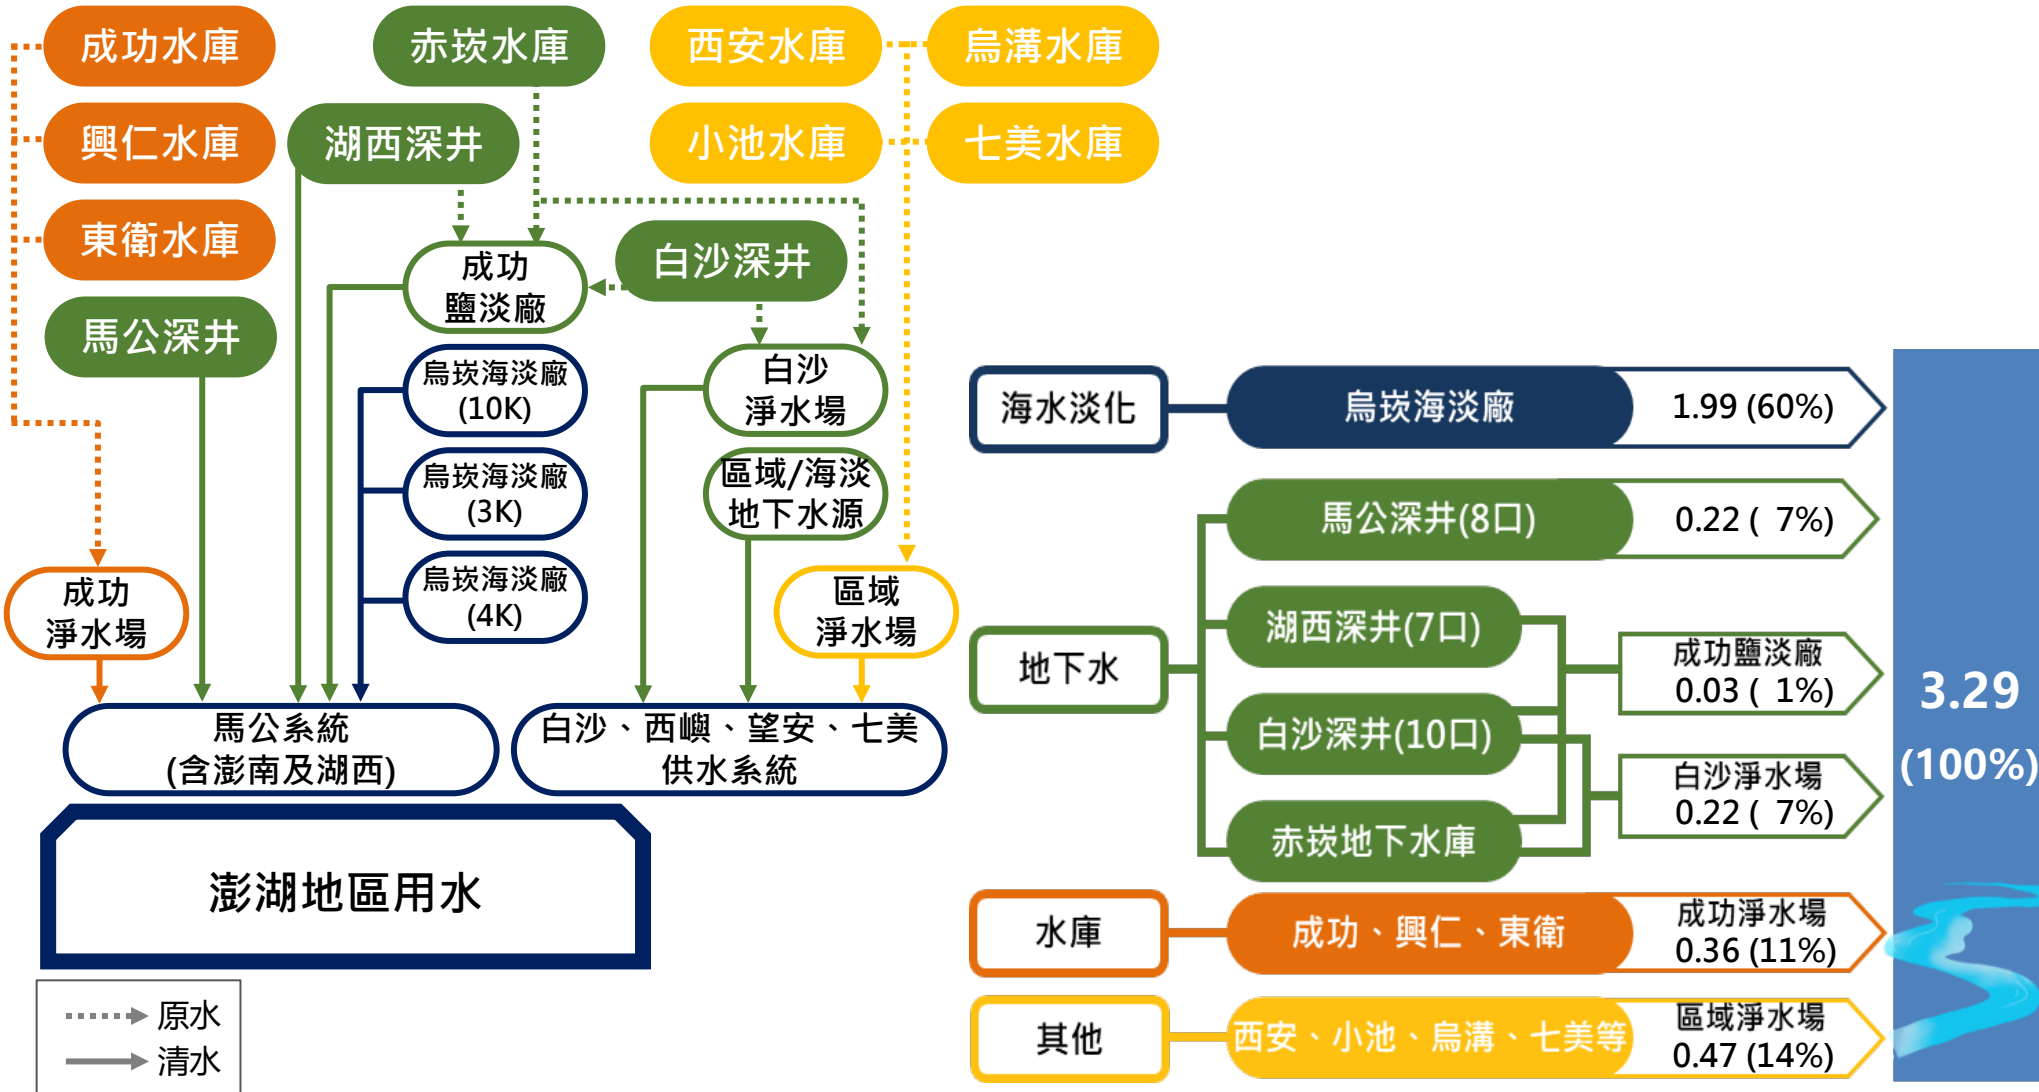 成功水庫
赤崁水庫
西安水庫
烏溝水庫
興仁水庫
湖西深井
小池水庫
七美水庫
東衛水庫
白沙深井
成功
鹽淡廠
馬公深井
烏崁海淡廠
(10K)
白沙
淨水場
烏崁海淡廠
(3K)
區域/海淡
地下水源
烏崁海淡廠
(4K)
成功
淨水場
區域
淨水場
馬公系統
(含澎南及湖西)
白沙、西嶼、望安、七美
供水系統
澎湖地區用水
原水
清水
海水淡化
烏崁海淡廠
1.99 (60%)
地下水
馬公深井(8口)
0.22 ( 7%)
湖西深井(7口)
白沙深井(10口)
赤崁地下水庫
成功鹽淡廠
0.03 ( 1%)
白沙淨水場
0.22 ( 7%)
水庫
成功、興仁、東衛
成功淨水場
0.36 (11%)
其他
西安、小池、烏溝、七美等
區域淨水場
0.47 (14%)
3.29
(100%)